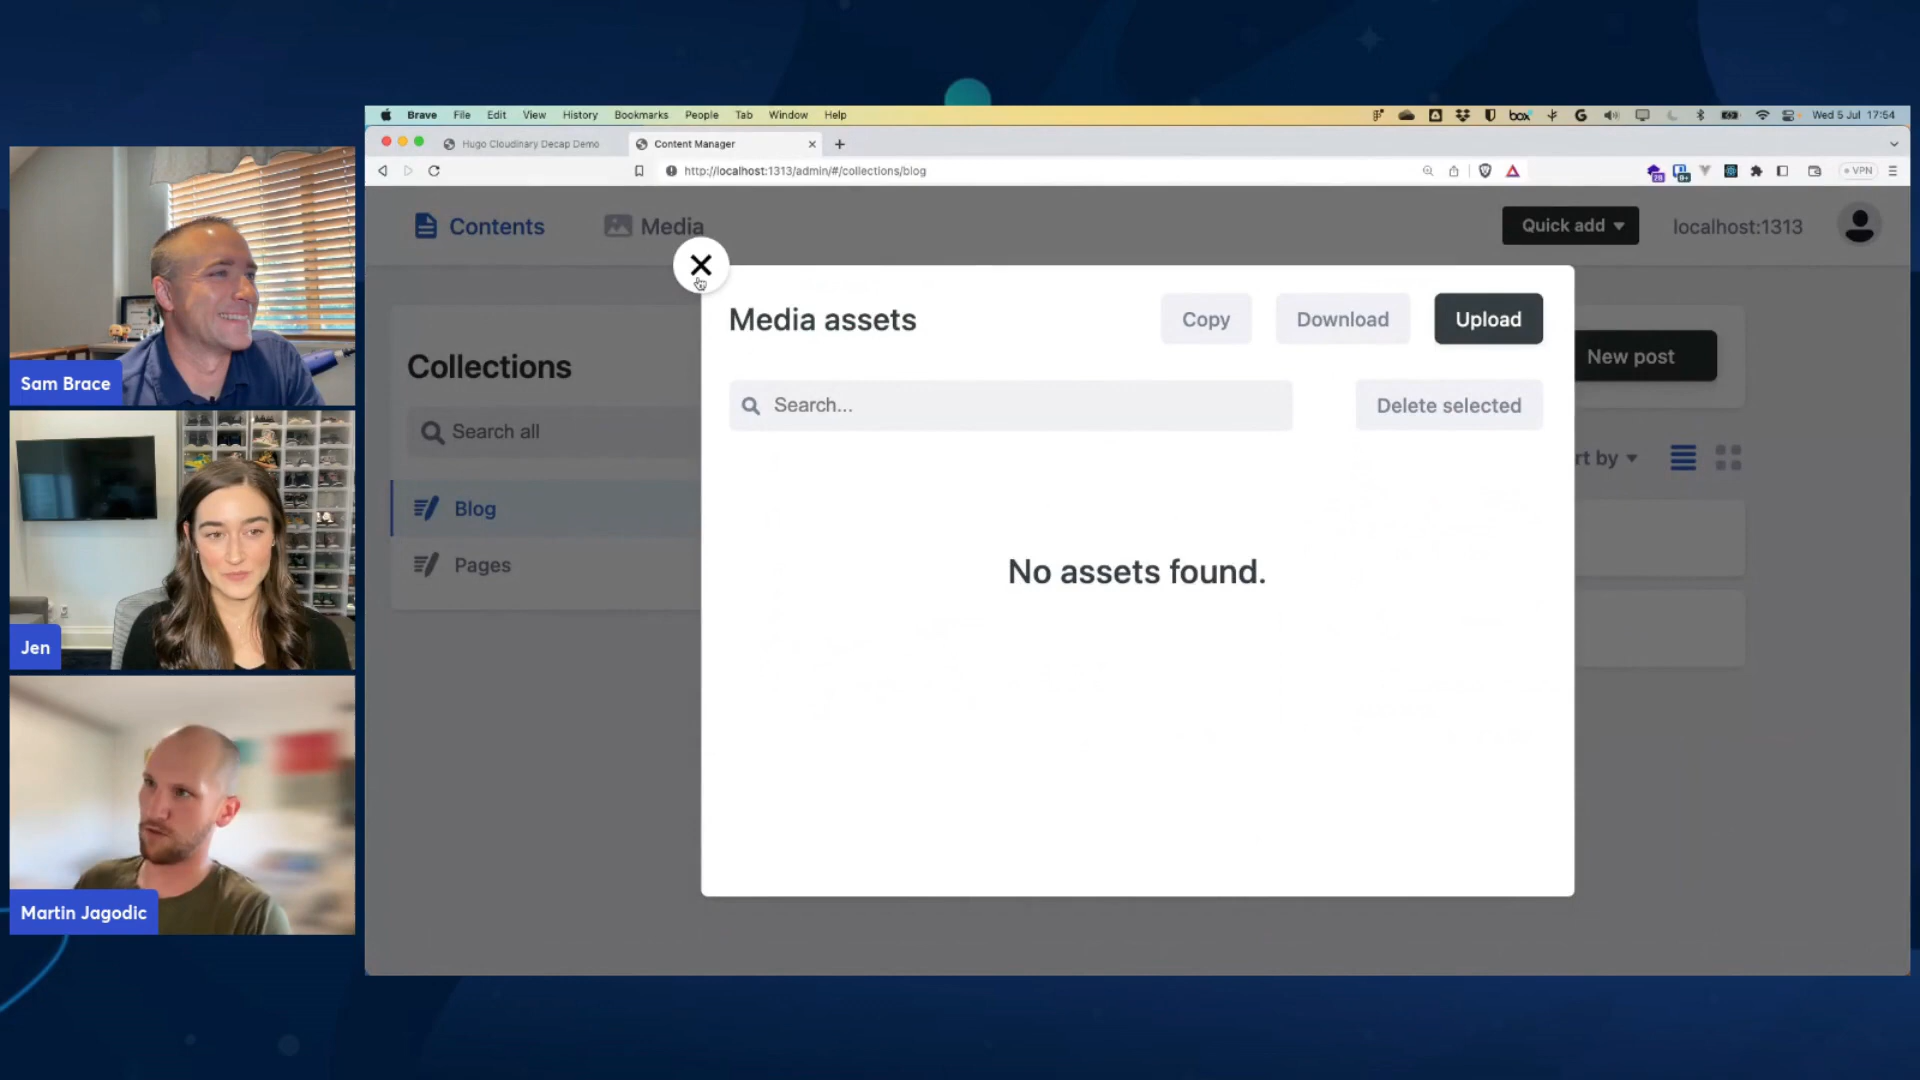 Brave File Edit View History Bookmarks People Tab Window Help
box
G
Wed 5 Jul 17:54
Hugo Cloudinary Decap Demo
Content Manager
http://localhost:1313/admin/#/collections/blog
VPN
Contents
Media
Quick add
localhost:1313
Media assets
Copy
Download
Upload
New post
Collections
Search...
Delete selected
Search all
rt by
Blog
Pages
No assets found.
Sam Brace
Jen
Martin Jagodic